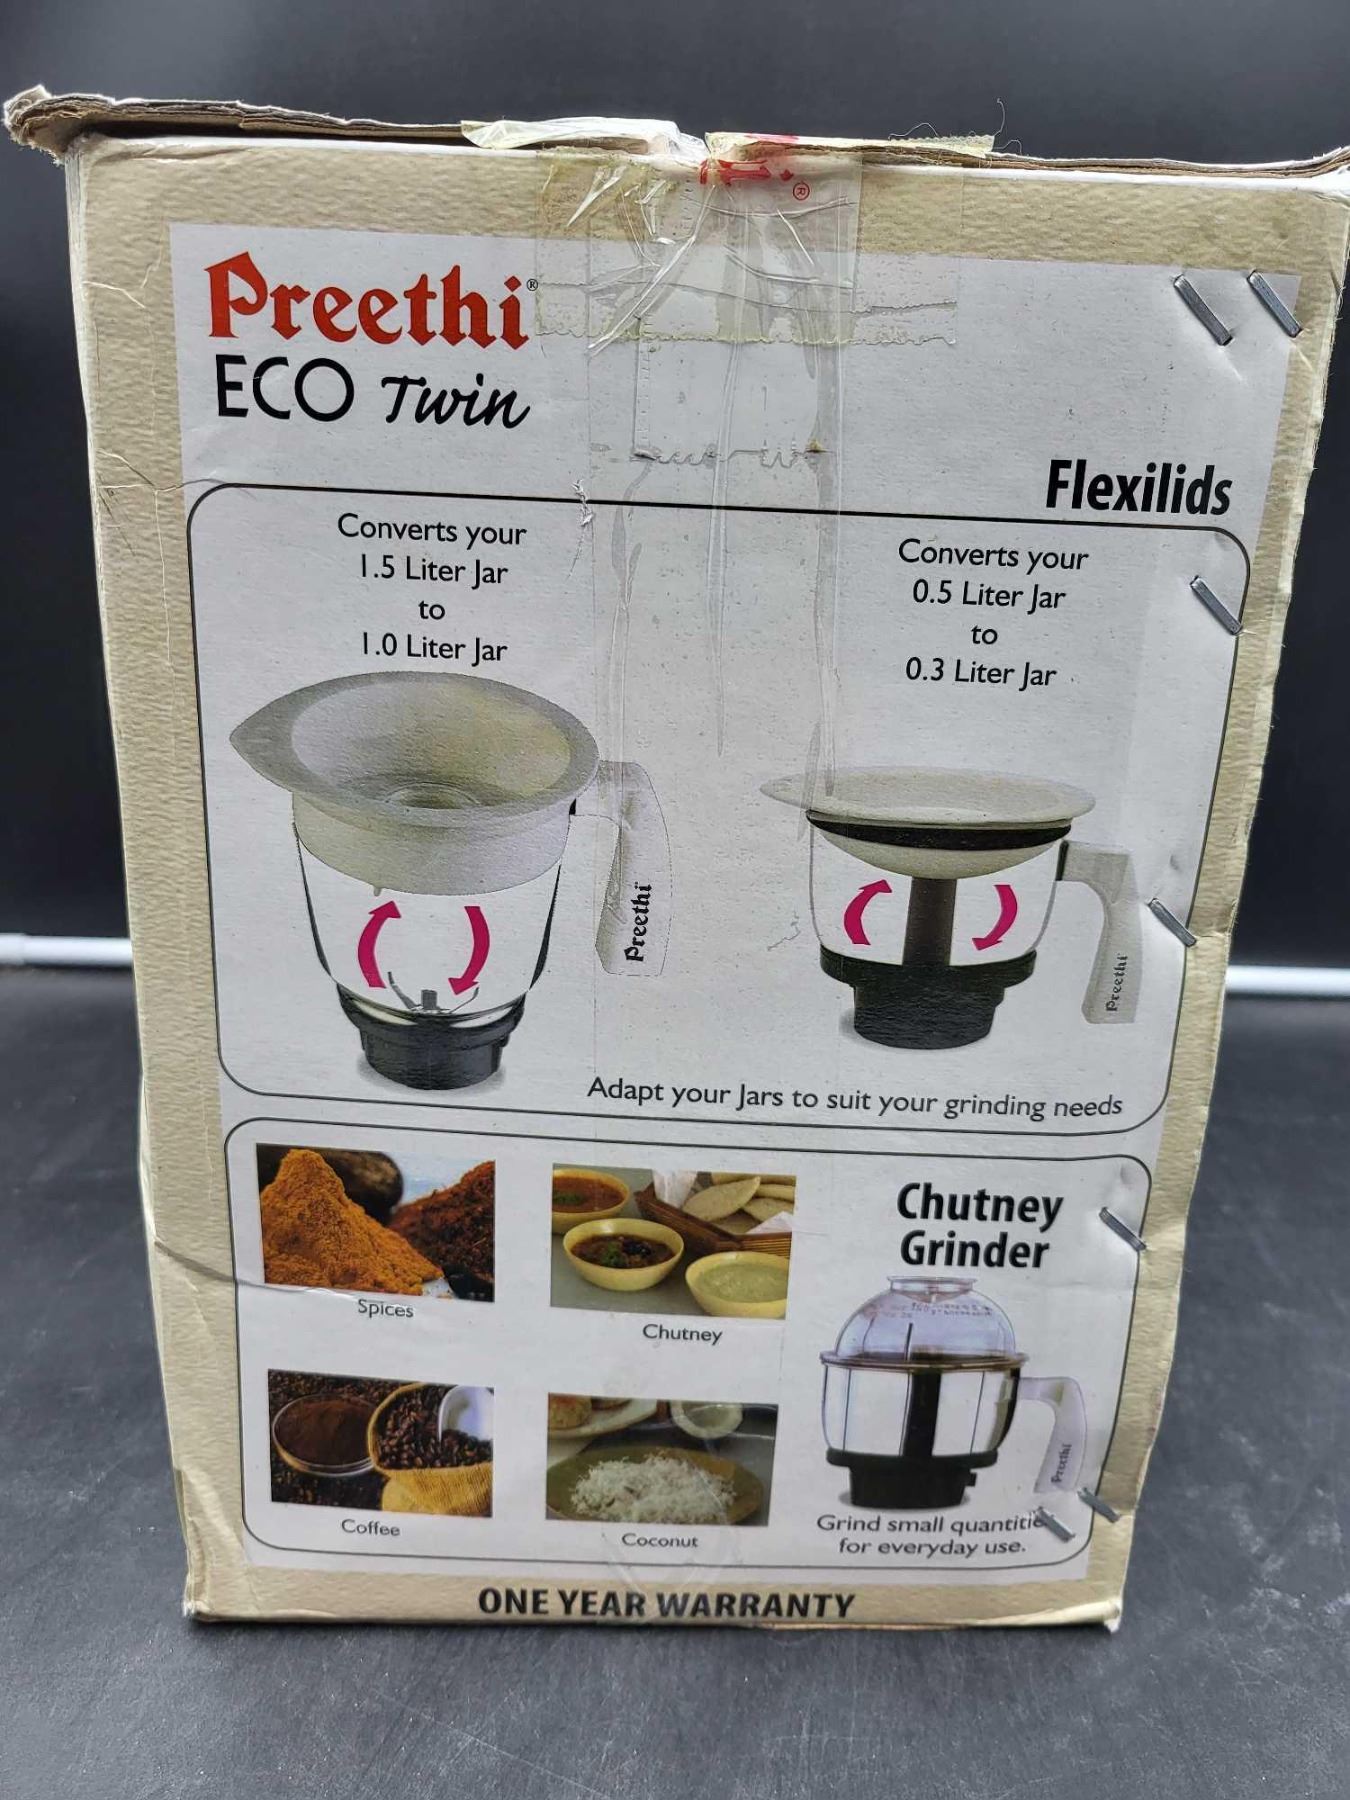 Preethi®
ECO Twin
Flexilids
Converts your
1.5 Liter Jar
to
1.0 Liter Jar
Converts your
0.5 Liter Jar
to
0.3 Liter Jar
Preethi
Preethi
Adapt your Jars to suit your grinding needs
Spices
Chutney
Coffee
Coconut
Chutney
Grinder
Preethi
Grind small quantities
for everyday use.
ONE YEAR WARRANTY